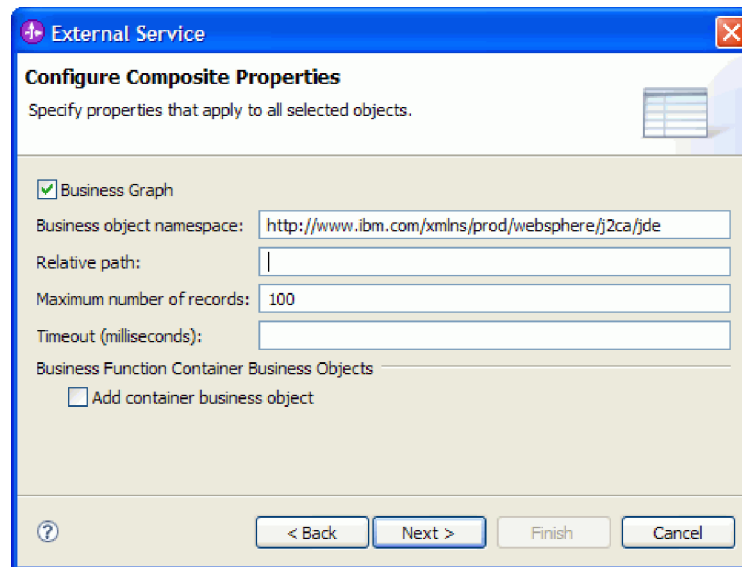 External Service
Configure Composite Properties
Specify properties that apply to all selected objects.
Business Graph
Business object namespace: http://www.ibm.com/xmlns/prod/websphere/j2ca/jde
Relative path:
Maximum number of records: 100
Timeout (milliseconds):
Business Function Container Business Objects
Add container business object
? < Back Next > Finish Cancel